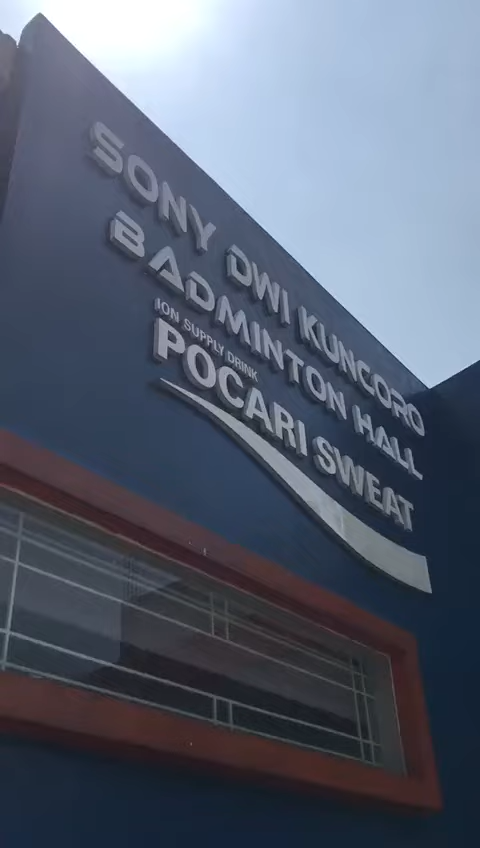 SONY DWI KUNCORO
BADMINTON HALL
ION SUPPLY DRINK
POCARI SWEAT